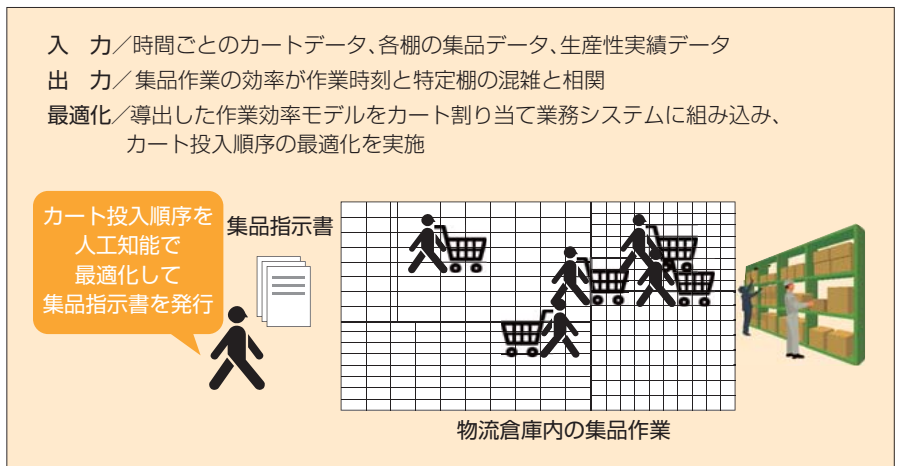 入　力／時間ごとのカートデータ、各棚の集品データ、生産性実績データ
出　力／集品作業の効率が作業時刻と特定棚の混雑と相関
最適化／導出した作業効率モデルをカート割り当て業務システムに組み込み、
カート投入順序の最適化を実施
カート投入順序を
人工知能で
最適化して
集品指示書を発行
集品指示書
物流倉庫内の集品作業